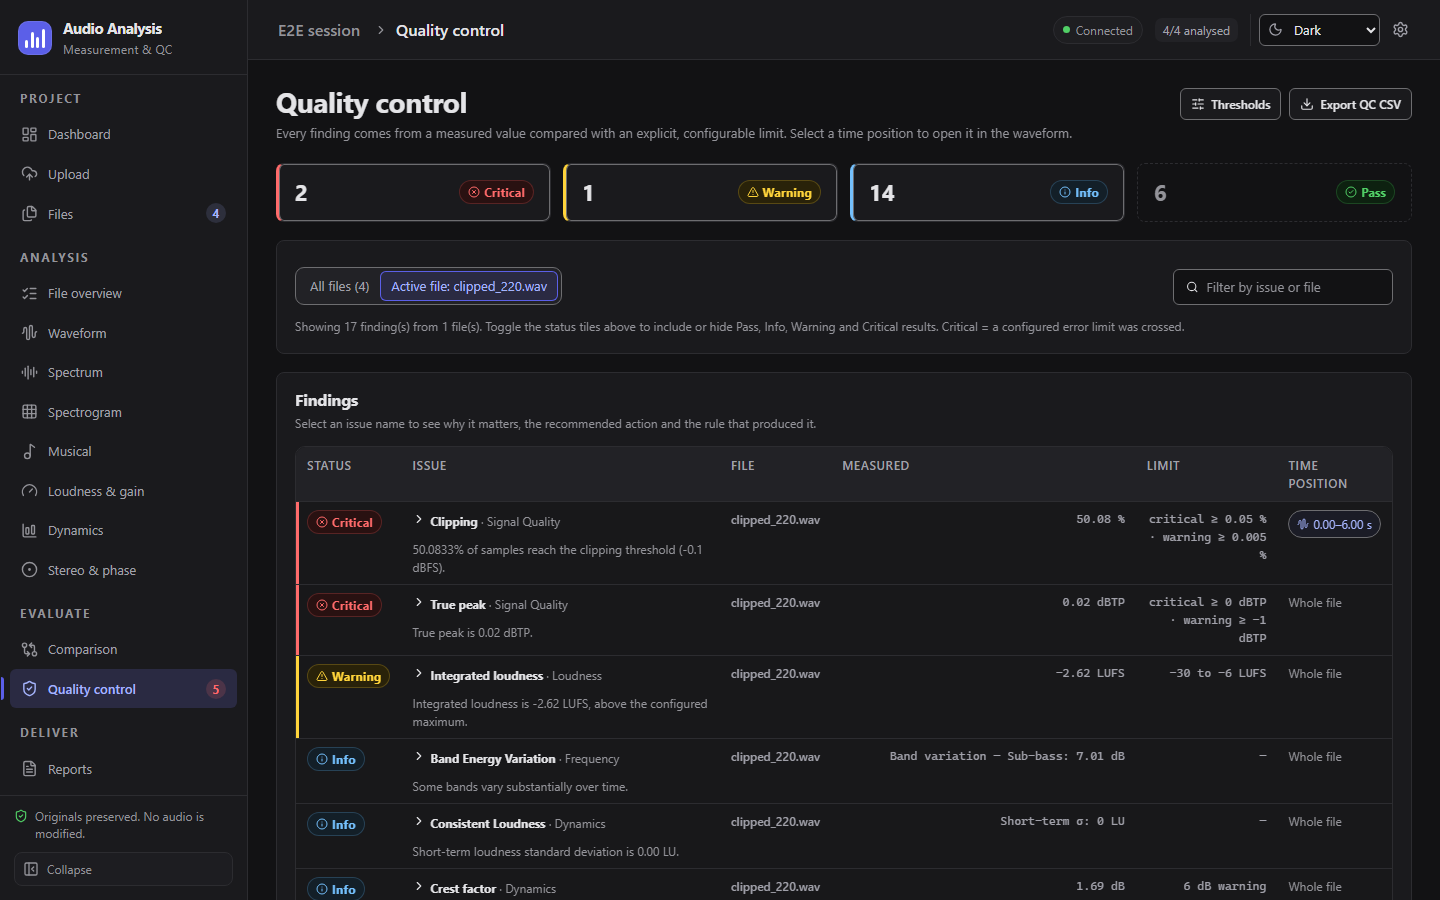 Audio Analysis
Measurement & QC
E2E session
Quality control
Connected
4/4 analysed
Dark
PROJECT
Dashboard
Upload
Files
4
ANALYSIS
File overview
Waveform
Spectrum
Spectrogram
Musical
Loudness & gain
Dynamics
Stereo & phase
EVALUATE
Comparison
Quality control
5
DELIVER
Reports
Originals preserved. No audio is
modified.
Collapse
Quality control
Every finding comes from a measured value compared with an explicit, configurable limit. Select a time position to open it in the waveform.
Thresholds
Export QC CSV
2 Critical
1 Warning
14 Info
6 Pass
All files (4)
Active file: clipped_220.wav
Filter by issue or file
Showing 17 finding(s) from 1 file(s). Toggle the status tiles above to include or hide Pass, Info, Warning and Critical results. Critical = a configured error limit was crossed.
Findings
Select an issue name to see why it matters, the recommended action and the rule that produced it.
STATUS ISSUE FILE MEASURED LIMIT TIME
POSITION
Critical Clipping · Signal Quality clipped_220.wav 50.08 % critical ≥ 0.05 % 0.00–6.00 s
· warning ≥ 0.005
%
50.0833% of samples reach the clipping threshold (-0.1
dBFS).
Critical True peak · Signal Quality clipped_220.wav 0.02 dBTP critical ≥ 0 dBTP Whole file
· warning ≥ −1
dBTP
True peak is 0.02 dBTP.
Warning Integrated loudness · Loudness clipped_220.wav −2.62 LUFS −30 to −6 LUFS Whole file
Integrated loudness is -2.62 LUFS, above the configured
maximum.
Info Band Energy Variation · Frequency clipped_220.wav Band variation — Sub-bass: 7.01 dB — Whole file
Some bands vary substantially over time.
Info Consistent Loudness · Dynamics clipped_220.wav Short-term σ: 0 LU — Whole file
Short-term loudness standard deviation is 0.00 LU.
Info Crest factor · Dynamics clipped_220.wav 1.69 dB 6 dB warning Whole file